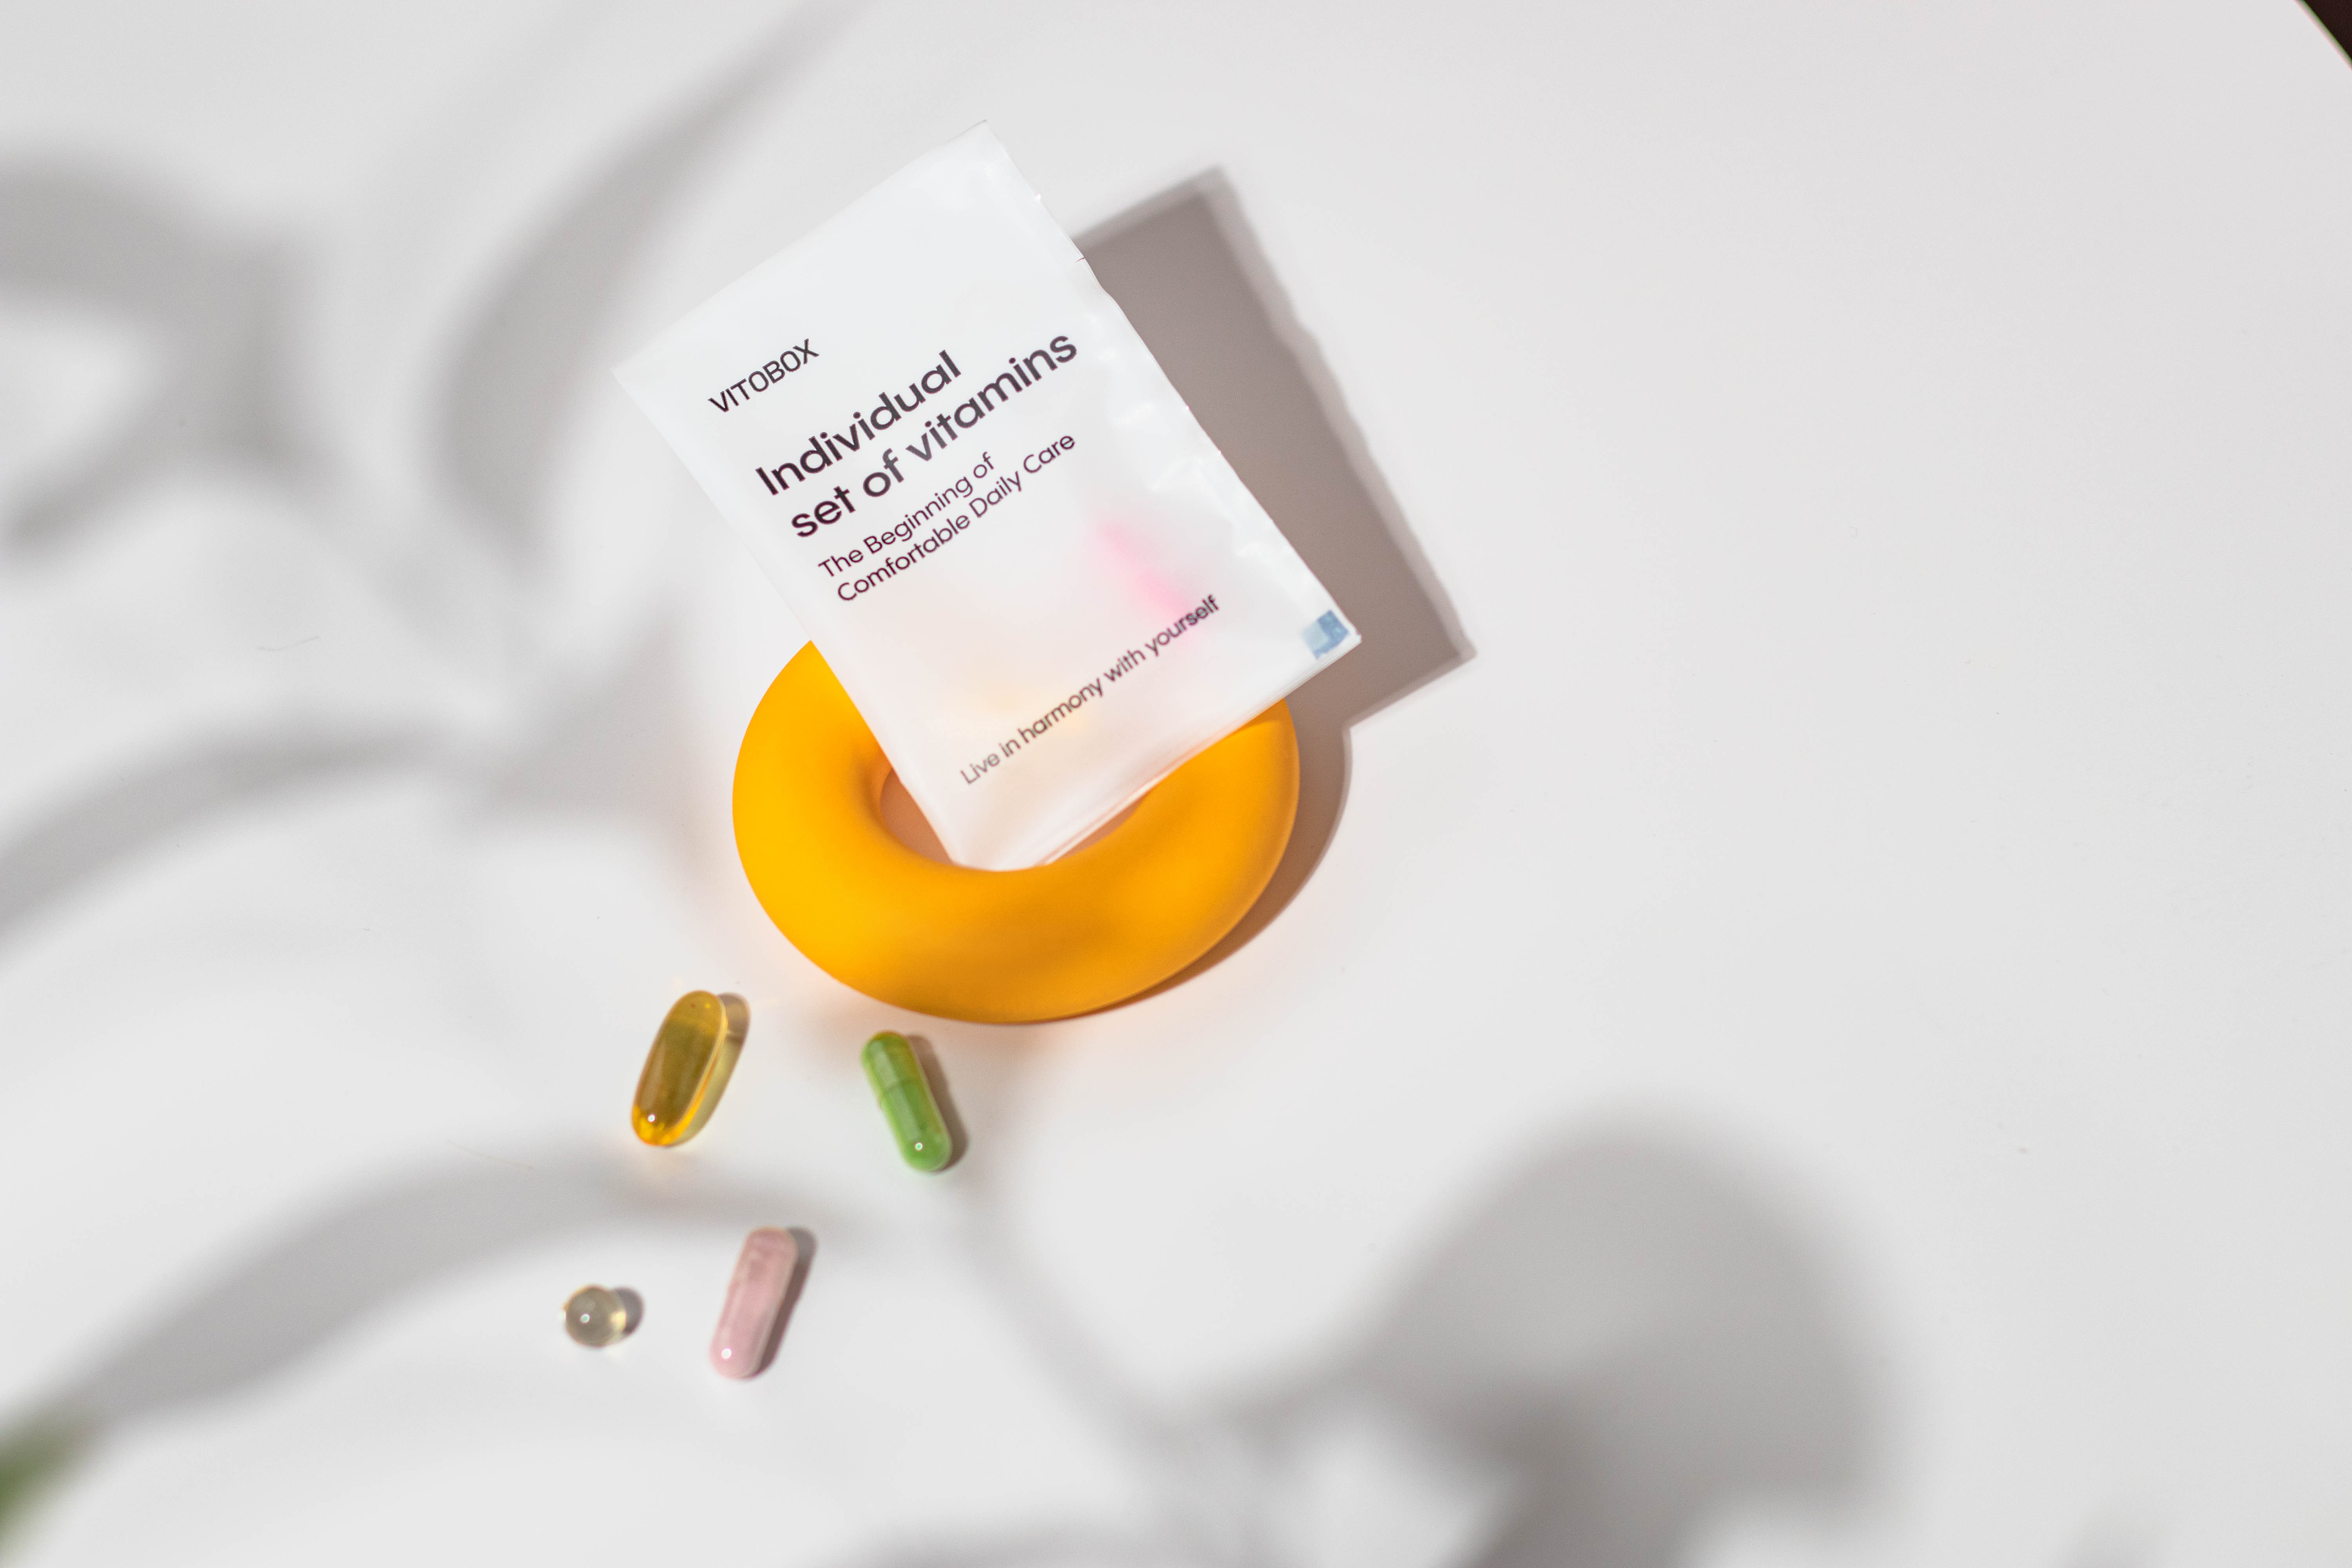 VITOBOX
Individual
set of vitamins
The Beginning of
Comfortable Daily Care
Live in harmony with yourself